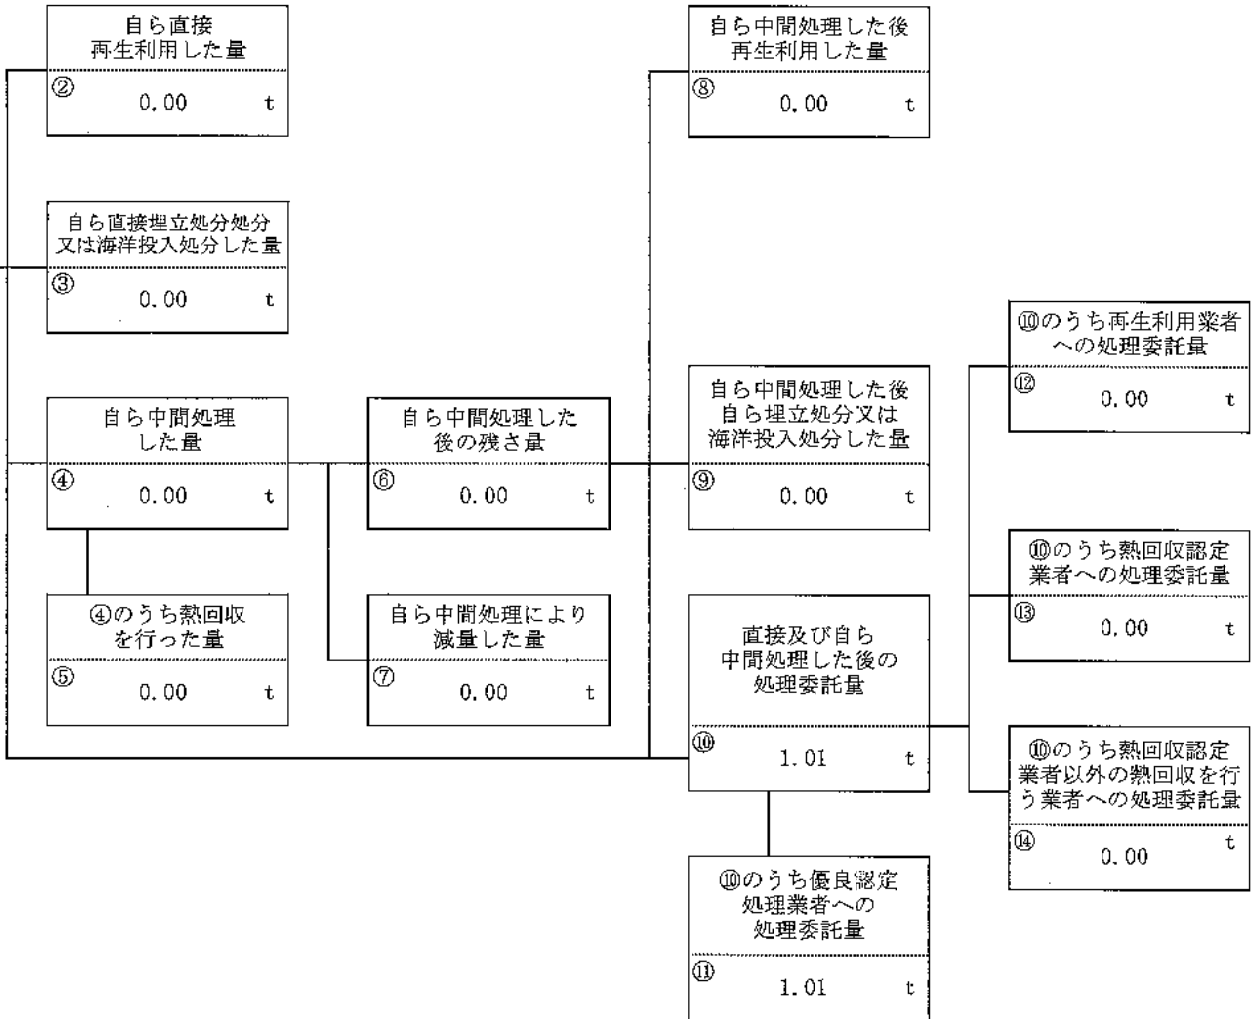 自ら直接
再生利用した量
②
0.00 t
自ら中間処理した後
再生利用した量
⑧
0.00 t
自ら直接埋立処分処分
又は海洋投入処分した量
③
0.00 t
⑩のうち再生利用業者
への処理委託量
⑫
0.00 t
自ら中間処理
した量
④
0.00 t
自ら中間処理した
後の残さ量
⑥
0.00 t
自ら中間処理した後
自ら埋立処分又は
海洋投入処分した量
⑨
0.00 t
⑩のうち熱回収認定
業者への処理委託量
⑬
0.00 t
④のうち熱回収
を行った量
⑤
0.00 t
自ら中間処理により
減量した量
⑦
0.00 t
直接及び自ら
中間処理した後の
処理委託量
⑩
1.01 t
⑩のうち熱回収認定
業者以外の熱回収を行
う業者への処理委託量
⑭
0.00 t
⑩のうち優良認定
処理業者への
処理委託量
⑪
1.01 t